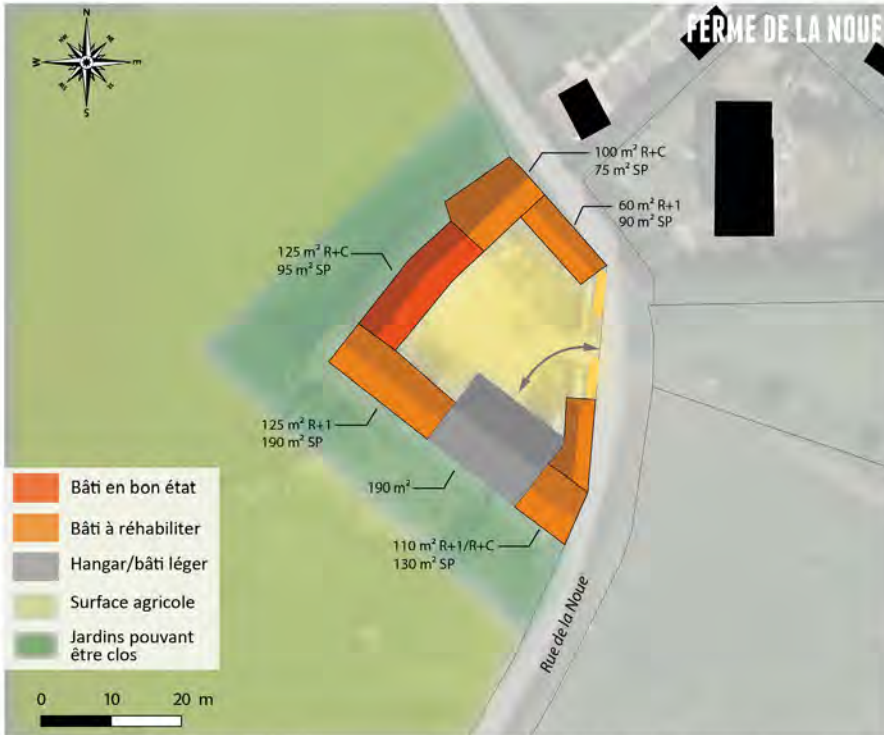 FERME DE LA NOUE
N
W
E
S
100 m² R+C
75 m² SP
60 m² R+1
90 m² SP
125 m² R+C
95 m² SP
125 m² R+1
190 m² SP
190 m²
110 m² R+1/R+C
130 m² SP
Rue de la Noue
Bâti en bon état
Bâti à réhabiliter
Hangar/bâti léger
Surface agricole
Jardins pouvant
être clos
0 10 20 m